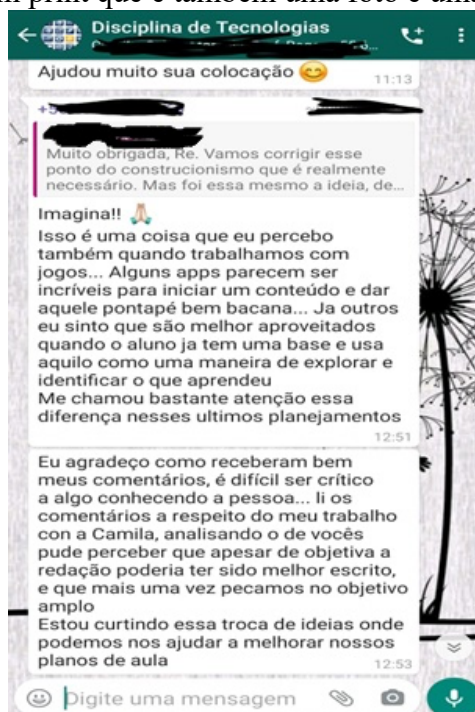 m print que é também uma foto e uma
Disciplina de Tecnologias
Ajudou muito sua colocação 😊
11:13
Muito obrigada, Re. Vamos corrigir esse
ponto do construcionismo que é realmente
necessário. Mas foi essa mesmo a ideia, de...
Imagina!! 🙏🏻
Isso é uma coisa que eu percebo
também quando trabalhamos com
jogos... Alguns apps parecem ser
incríveis para iniciar um conteúdo e dar
aquele pontapé bem bacana... Ja outros
eu sinto que são melhor aproveitados
quando o aluno ja tem uma base e usa
aquilo como uma maneira de explorar e
identificar o que aprendeu
Me chamou bastante atenção essa
diferença nesses ultimos planejamentos
12:51
Eu agradeço como receberam bem
meus comentários, é difícil ser crítico
a algo conhecendo a pessoa... li os
comentários a respeito do meu trabalho
con a Camila, analisando o de vocês
pude perceber que apesar de objetiva a
redação poderia ter sido melhor escrito,
e que mais uma vez pecamos no objetivo
amplo
Estou curtindo essa troca de ideias onde
podemos nos ajudar a melhorar nossos
planos de aula
12:53
Digite uma mensagem